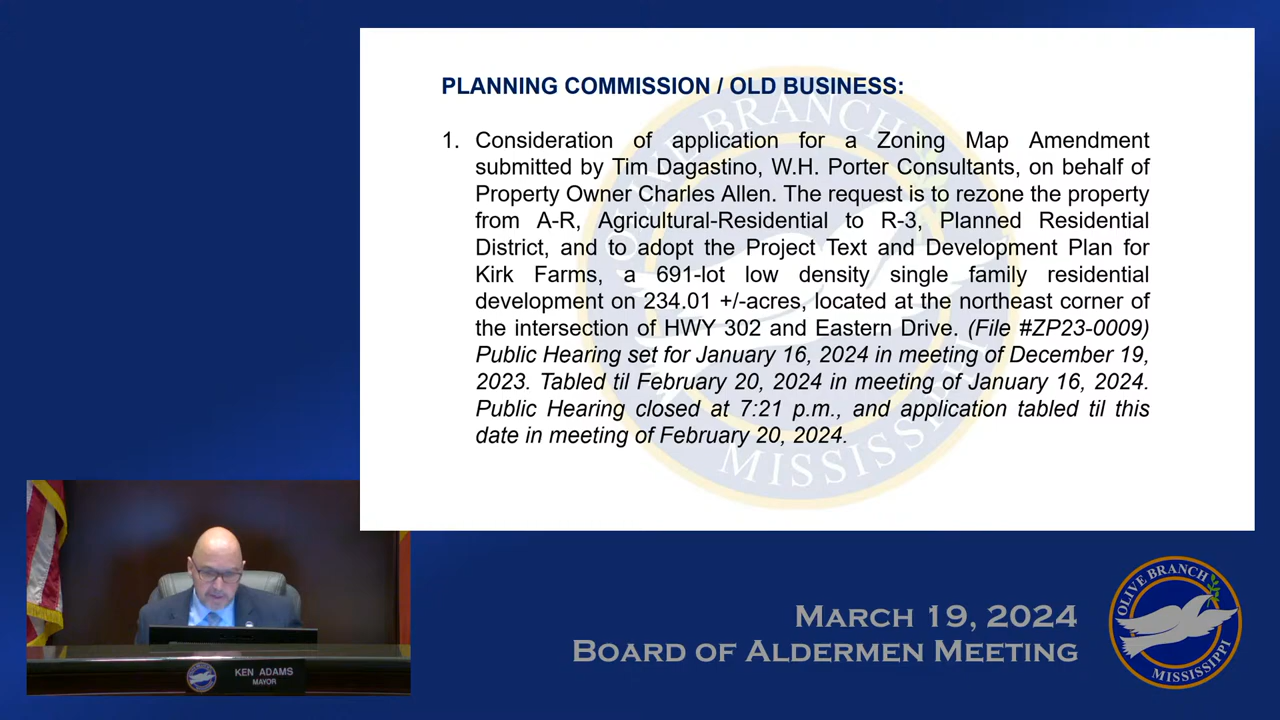 PLANNING COMMISSION / OLD BUSINESS:
1. Consideration of application for a Zoning Map Amendment
submitted by Tim Dagastino, W.H. Porter Consultants, on behalf of
Property Owner Charles Allen. The request is to rezone the property
from A-R, Agricultural-Residential to R-3, Planned Residential
District, and to adopt the Project Text and Development Plan for
Kirk Farms, a 691-lot low density single family residential
development on 234.01 +/-acres, located at the northeast corner of
the intersection of HWY 302 and Eastern Drive. (File #ZP23-0009)
Public Hearing set for January 16, 2024 in meeting of December 19,
2023. Tabled til February 20, 2024 in meeting of January 16, 2024.
Public Hearing closed at 7:21 p.m., and application tabled til this
date in meeting of February 20, 2024.
OLIVE BRANCH
MISSISSIPPI
KEN ADAMS
MAYOR
MARCH 19, 2024
BOARD OF ALDERMEN MEETING
OLIVE BRANCH
MISSISSIPPI